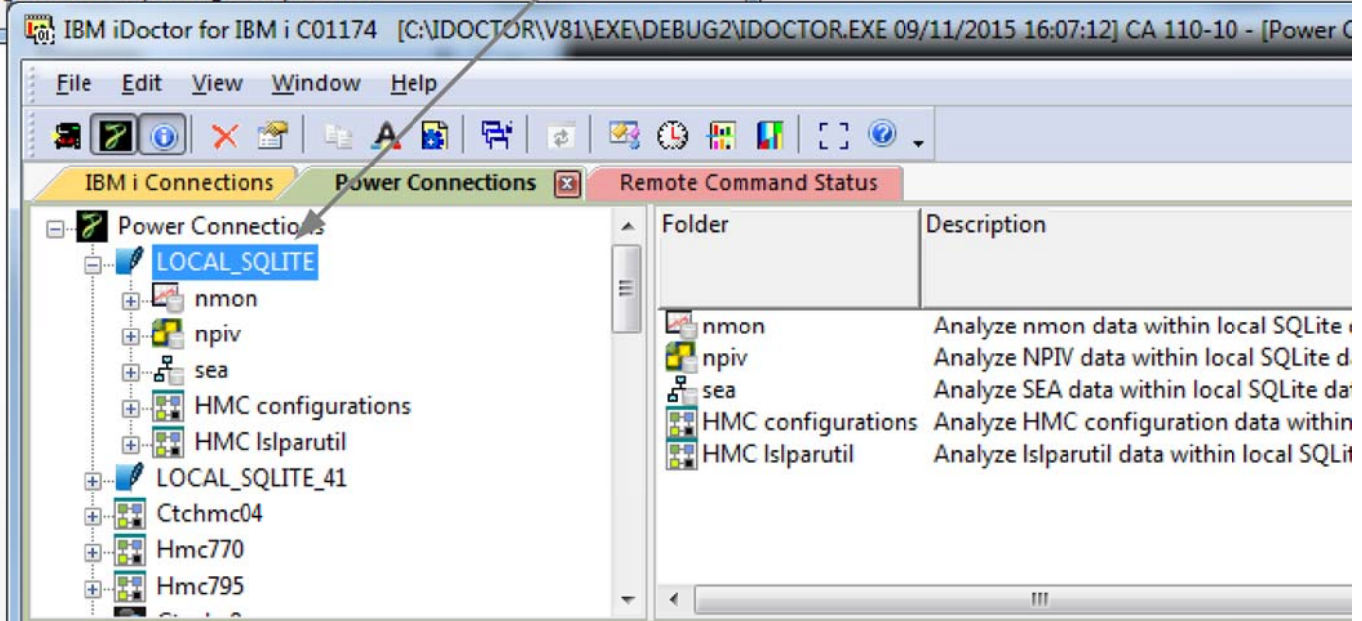 IBM iDoctor for IBM i C01174 [C:\IDOCTOR\V81\EXE\DEBUG2\IDOCTOR.EXE 09/11/2015 16:07:12] CA 110-10 - [Power
File Edit View Window Help
IBM i Connections Power Connections Remote Command Status
Power Connections
LOCAL_SQLITE
nmon
npiv
sea
HMC configurations
HMC lslparutil
LOCAL_SQLITE_41
Ctchmc04
Hmc770
Hmc795
Folder Description
nmon Analyze nmon data within local SQLite
npiv Analyze NPIV data within local SQLite
sea Analyze SEA data within local SQLite
HMC configurations Analyze HMC configuration data within
HMC lslparutil Analyze lslparutil data within local